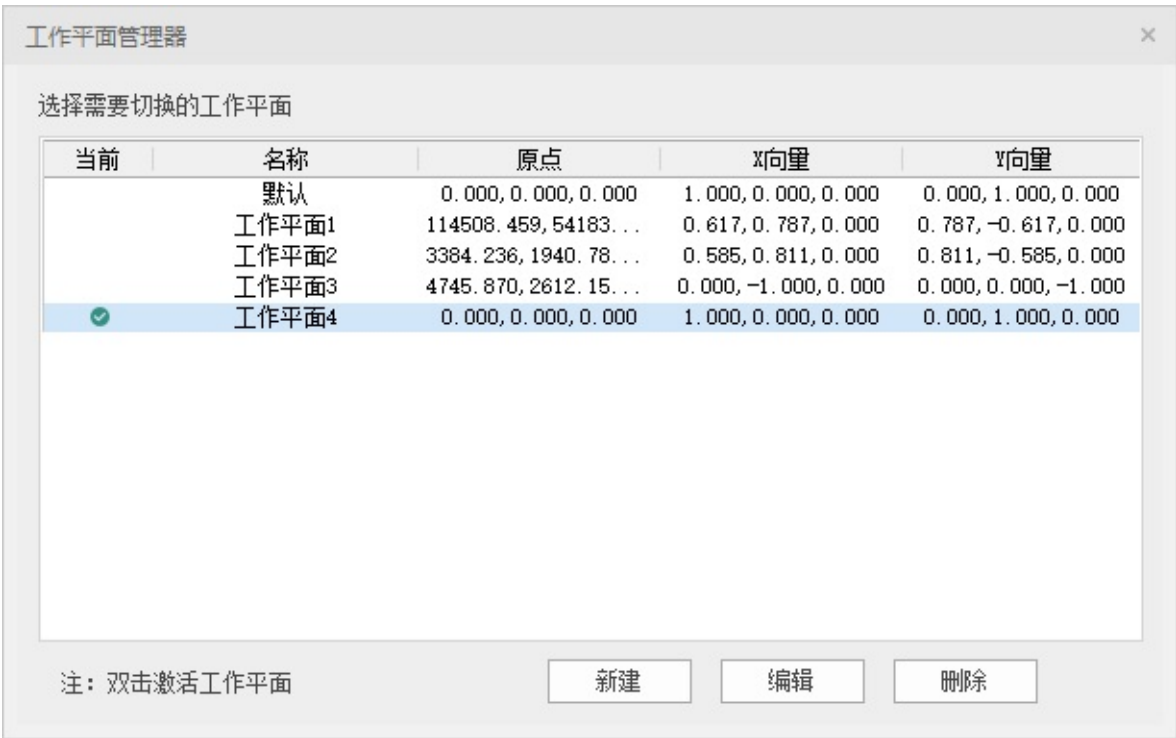 工作平面管理器
选择需要切换的工作平面
当前 名称 原点 X向量 Y向量
默认 0.000,0.000,0.000 1.000,0.000,0.000 0.000,1.000,0.000
工作平面1 114508.459,54183... 0.617,0.787,0.000 0.787,-0.617,0.000
工作平面2 3384.236,1940.78... 0.585,0.811,0.000 0.811,-0.585,0.000
工作平面3 4745.870,2612.15... 0.000,-1.000,0.000 0.000,0.000,-1.000
工作平面4 0.000,0.000,0.000 1.000,0.000,0.000 0.000,1.000,0.000
注：双击激活工作平面 新建 编辑 删除